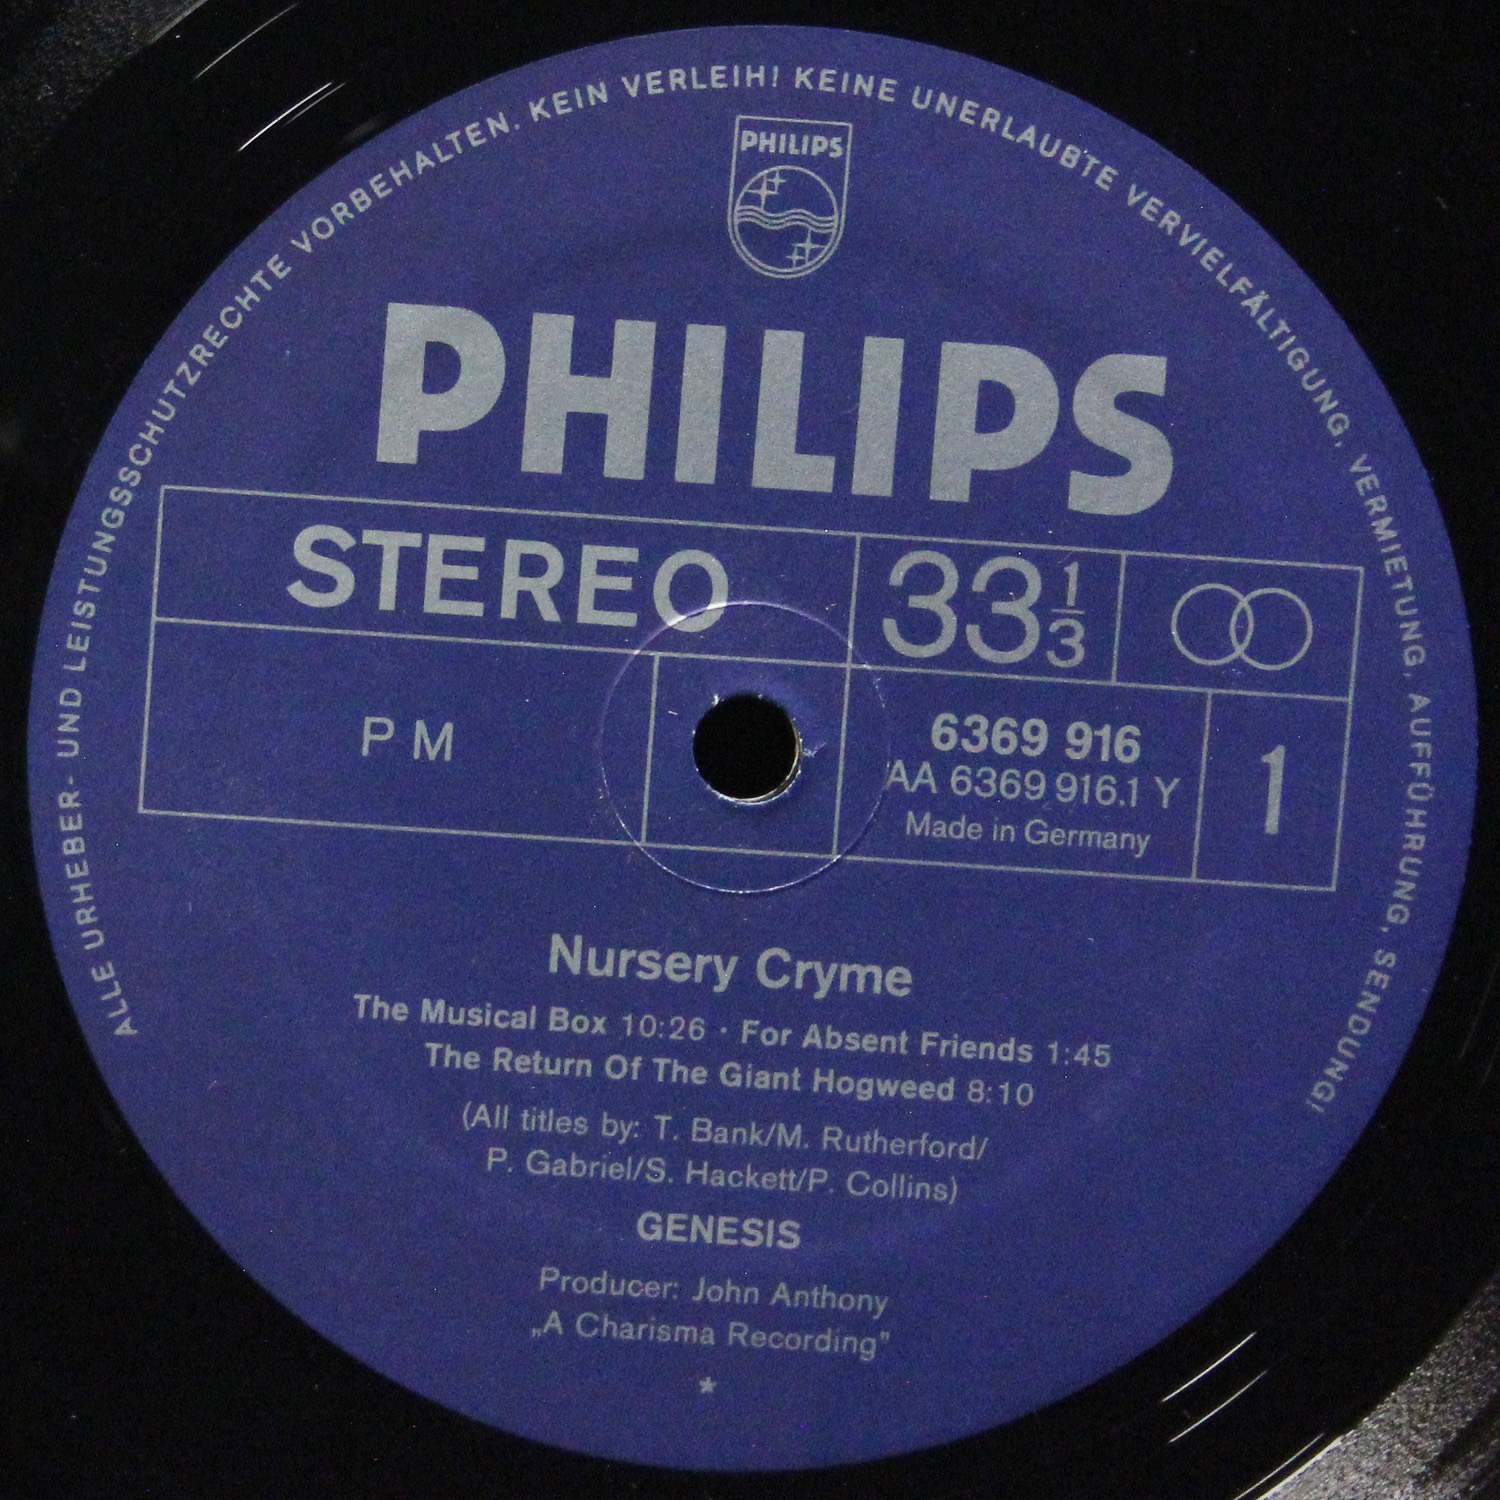 ALLE URHEBER- UND LEISTUNGSSCHUTZRECHTE VORBEHALTEN. KEIN VERLEIH! KEINE UNERLAUBTE VERVIELFÄLTIGUNG, VERMIETUNG, AUFFÜHRUNG, SENDUNG!
PHILIPS
PHILIPS
STEREO 33 1/3
P M
6369 916
AA 6369 916.1 Y
Made in Germany
1
Nursery Cryme
The Musical Box 10:26 · For Absent Friends 1:45
The Return Of The Giant Hogweed 8:10
(All titles by: T. Bank/M. Rutherford/
P. Gabriel/S. Hackett/P. Collins)
GENESIS
Producer: John Anthony
„A Charisma Recording"
*